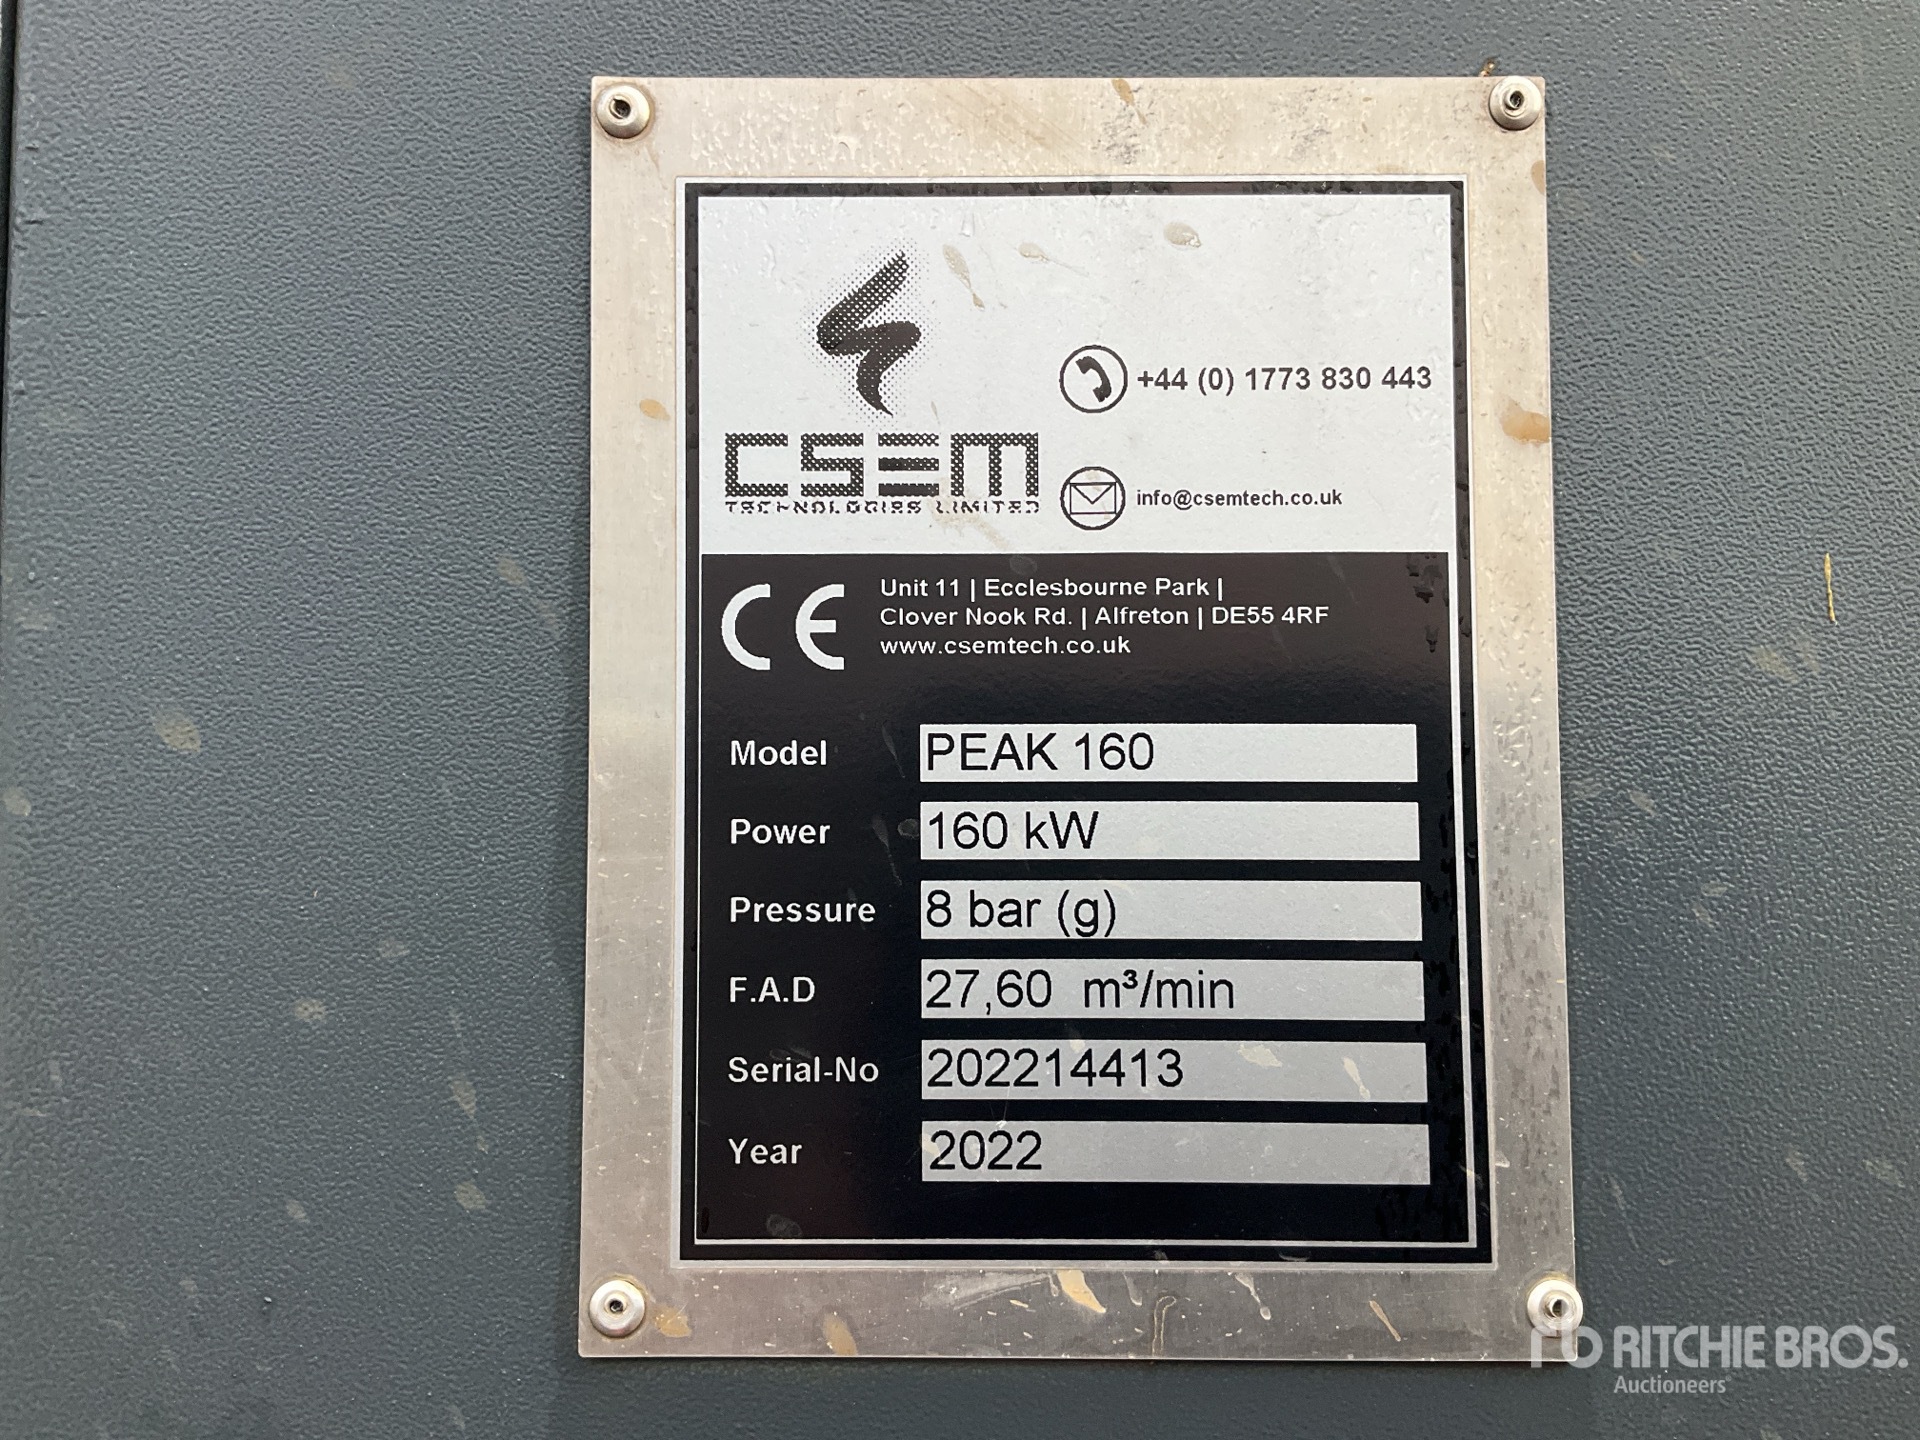 CSEM
TECHNOLOGIES LIMITED
+44 (0) 1773 830 443
info@csemtech.co.uk
CE
Unit 11 | Ecclesbourne Park |
Clover Nook Rd. | Alfreton | DE55 4RF
www.csemtech.co.uk
Model PEAK 160
Power 160 kW
Pressure 8 bar (g)
F.A.D 27,60 m³/min
Serial-No 202214413
Year 2022
rb RITCHIE BROS.
Auctioneers